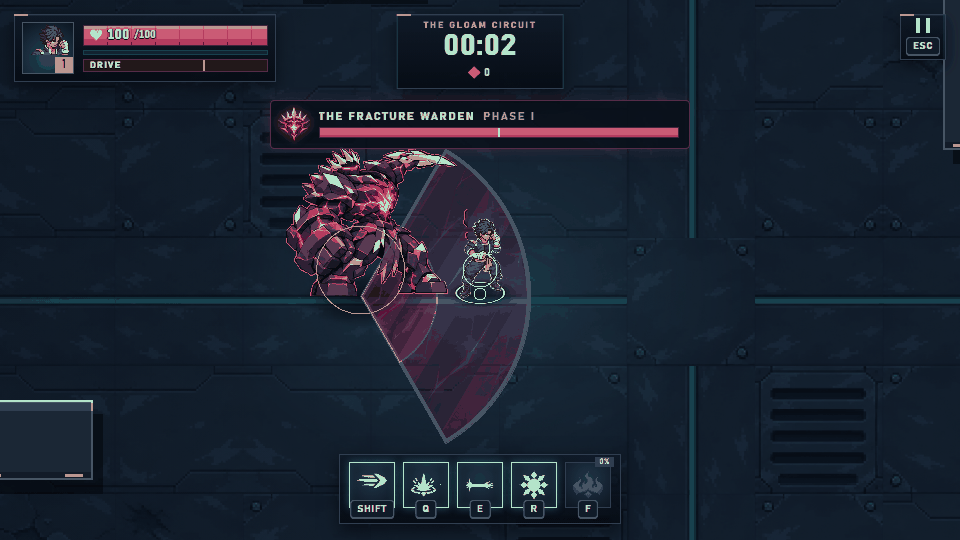 100 /100
1
DRIVE
THE GLOAM CIRCUIT
00:02
0
ESC
THE FRACTURE WARDEN PHASE I
0%
SHIFT
Q
E
R
F